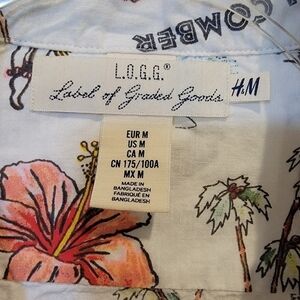 COMBER
L.O.G.G.®
Label of Graded Goods
H&M
EUR M
US M
CA M
CN 175/100A
MX M
MADE IN
BANGLADESH
FABRIQUÉ EN
BANGLADESH